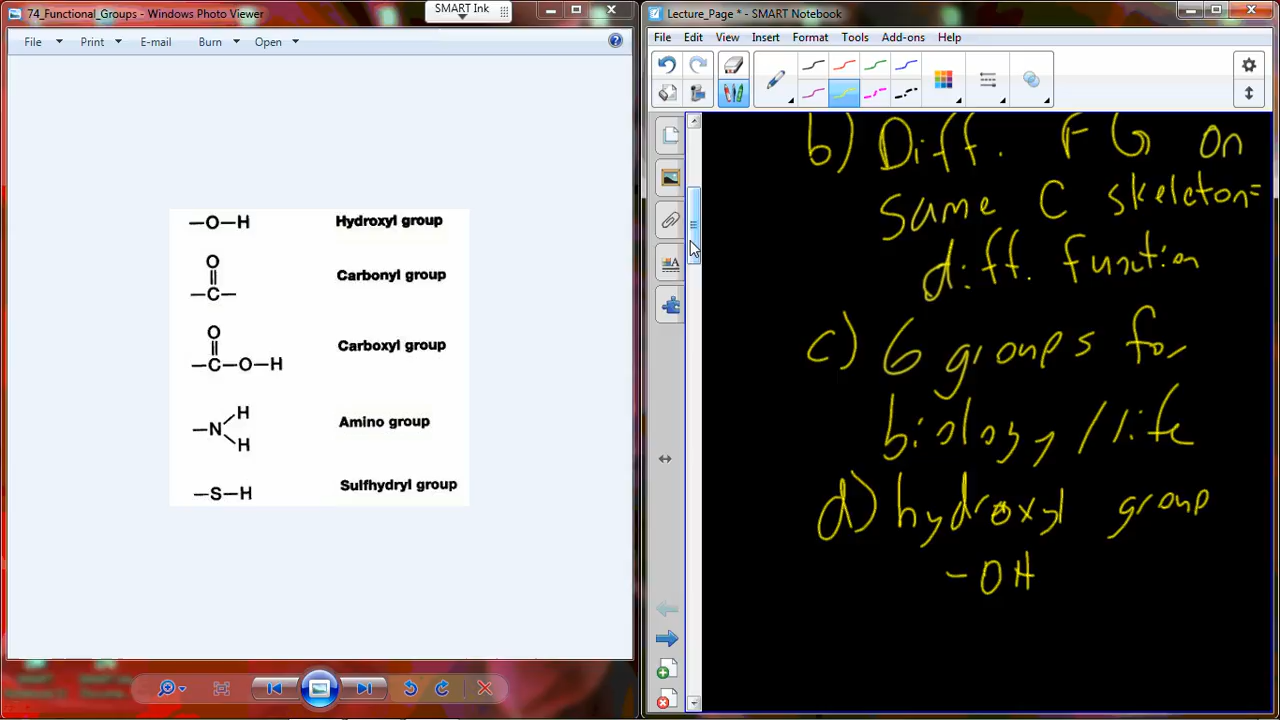 74_Functional_Groups - Windows Photo Viewer
SMART Ink
File Print E-mail Burn Open
—O—H Hydroxyl group
O
—C— Carbonyl group
O
—C—O—H Carboxyl group
H
—N Amino group
H
—S—H Sulfhydryl group
Lecture_Page * - SMART Notebook
File Edit View Insert Format Tools Add-ons Help
b) Diff. FG on
same C skeleton=
diff. function
c) 6 groups for
biology/life
d) hydroxyl group
-OH